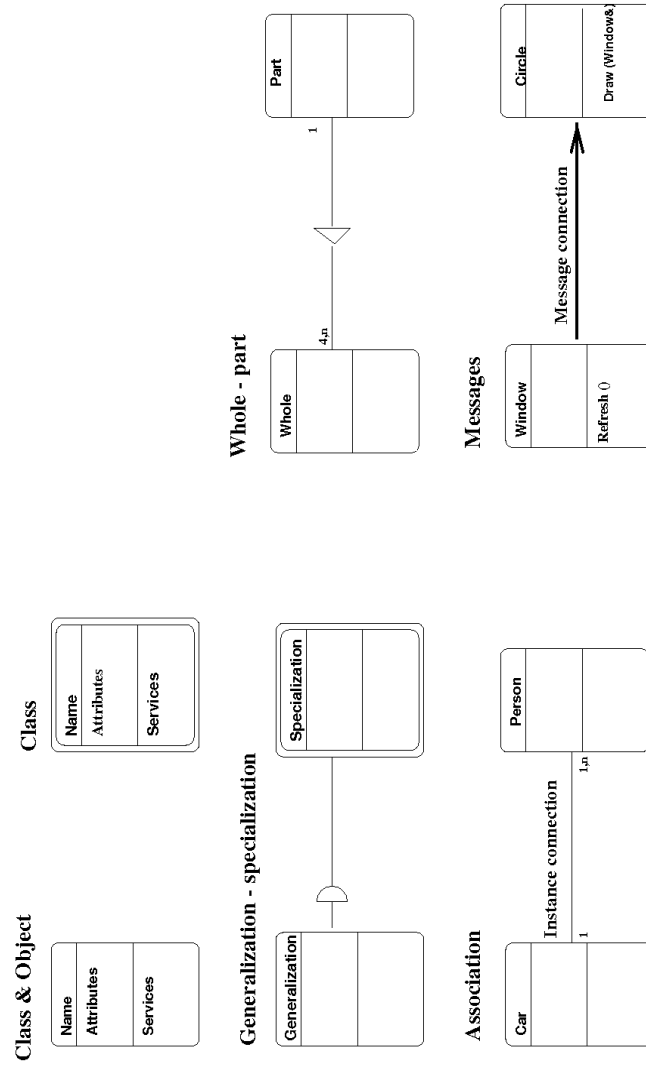 Class & Object
Name
Attributes
Services
Class
Name
Attributes
Services
Generalization - specialization
Generalization
Specialization
Whole - part
Whole
4,n
1
Part
Association
Car
1
Instance connection
1,n
Person
Messages
Window
Refresh ()
Message connection
Circle
Draw (Window&)